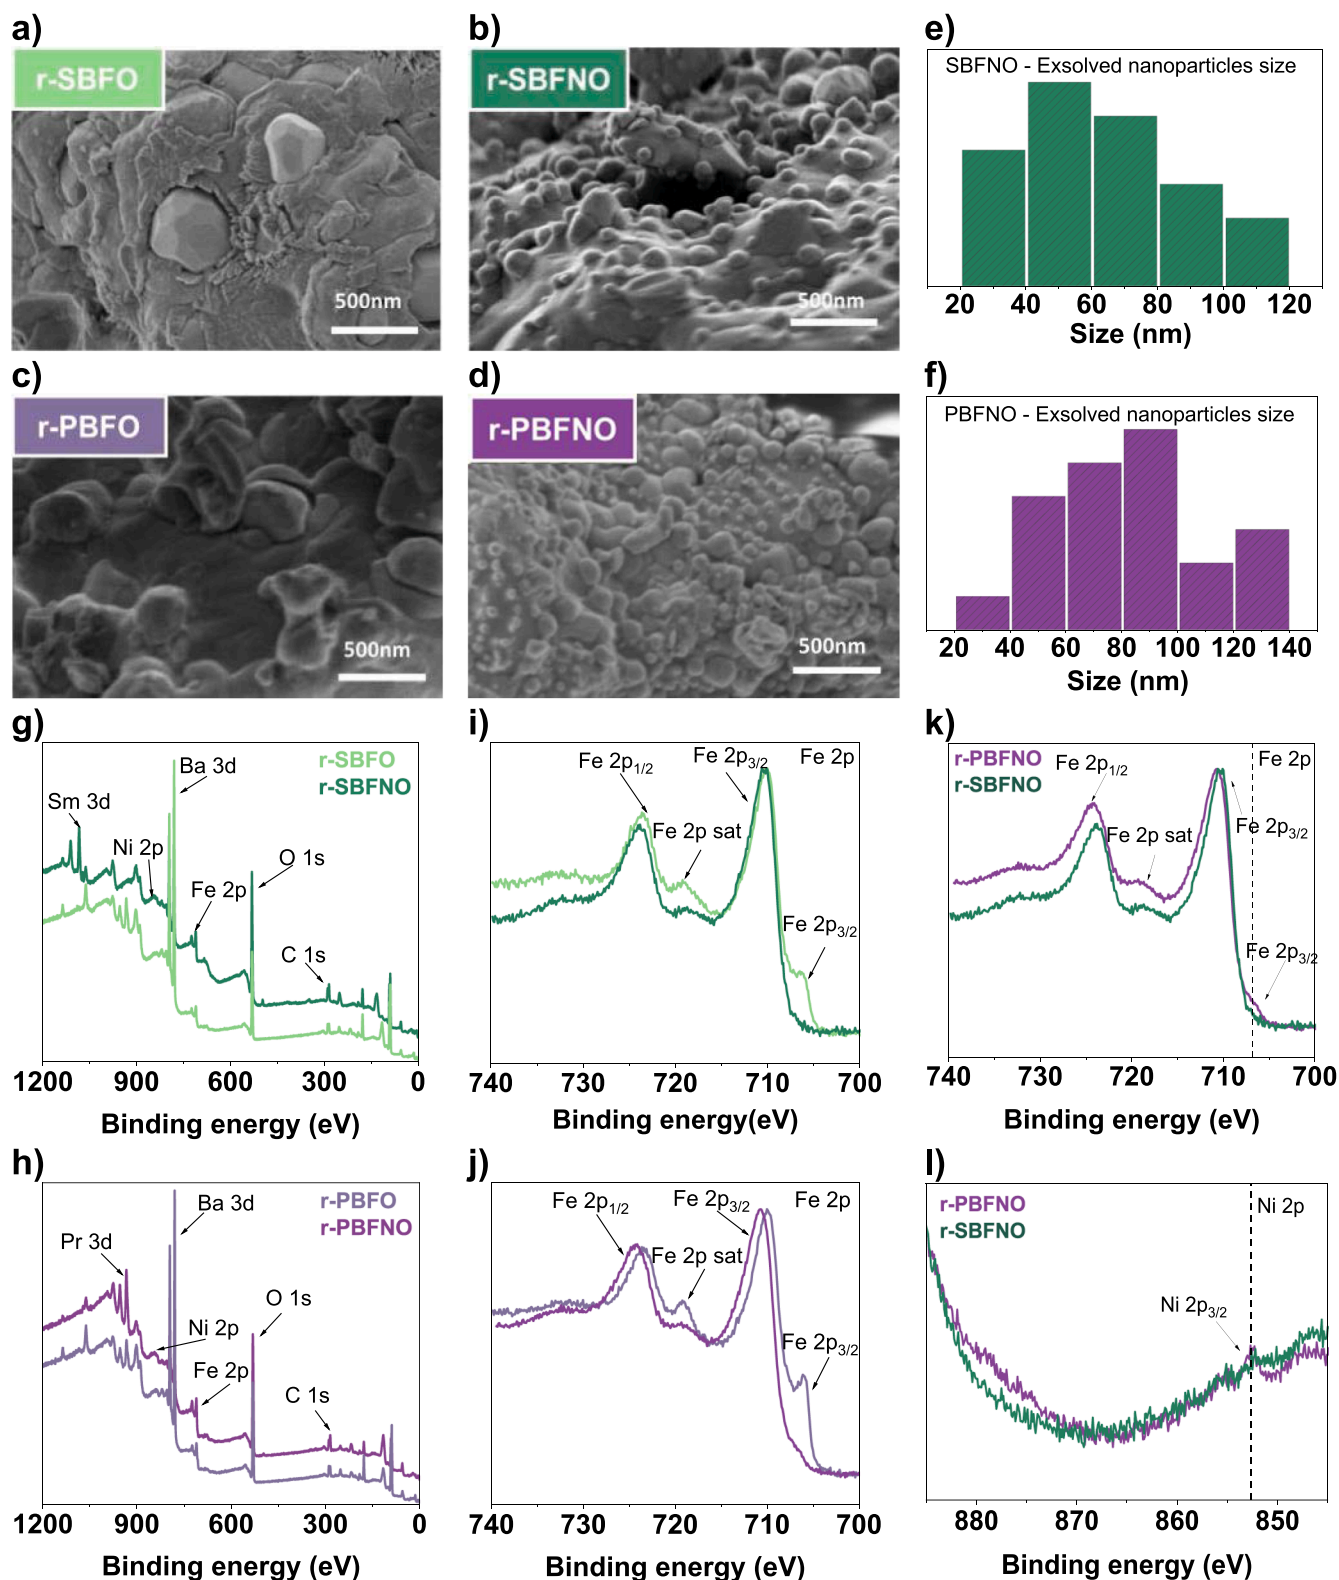 a)
r-SBFO
500nm
b)
r-SBFNO
500nm
e)
SBFNO - Exsolved nanoparticles size
20 40 60 80 100 120
Size (nm)
c)
r-PBFO
500nm
d)
r-PBFNO
500nm
f)
PBFNO - Exsolved nanoparticles size
20 40 60 80 100 120 140
Size (nm)
g)
r-SBFO
r-SBFNO
Ba 3d
Sm 3d
Ni 2p
Fe 2p
O 1s
C 1s
1200 900 600 300 0
Binding energy (eV)
i)
Fe 2p
Fe 2p3/2
Fe 2p1/2
Fe 2p sat
Fe 2p3/2
740 730 720 710 700
Binding energy(eV)
k)
r-PBFNO
r-SBFNO
Fe 2p
Fe 2p1/2
Fe 2p sat
Fe 2p3/2
Fe 2p3/2
740 730 720 710 700
Binding energy (eV)
h)
r-PBFO
r-PBFNO
Ba 3d
Pr 3d
Ni 2p
Fe 2p
O 1s
C 1s
1200 900 600 300 0
Binding energy (eV)
j)
Fe 2p
Fe 2p3/2
Fe 2p1/2
Fe 2p sat
Fe 2p3/2
740 730 720 710 700
Binding energy (eV)
l)
r-PBFNO
r-SBFNO
Ni 2p
Ni 2p3/2
880 870 860 850
Binding energy (eV)